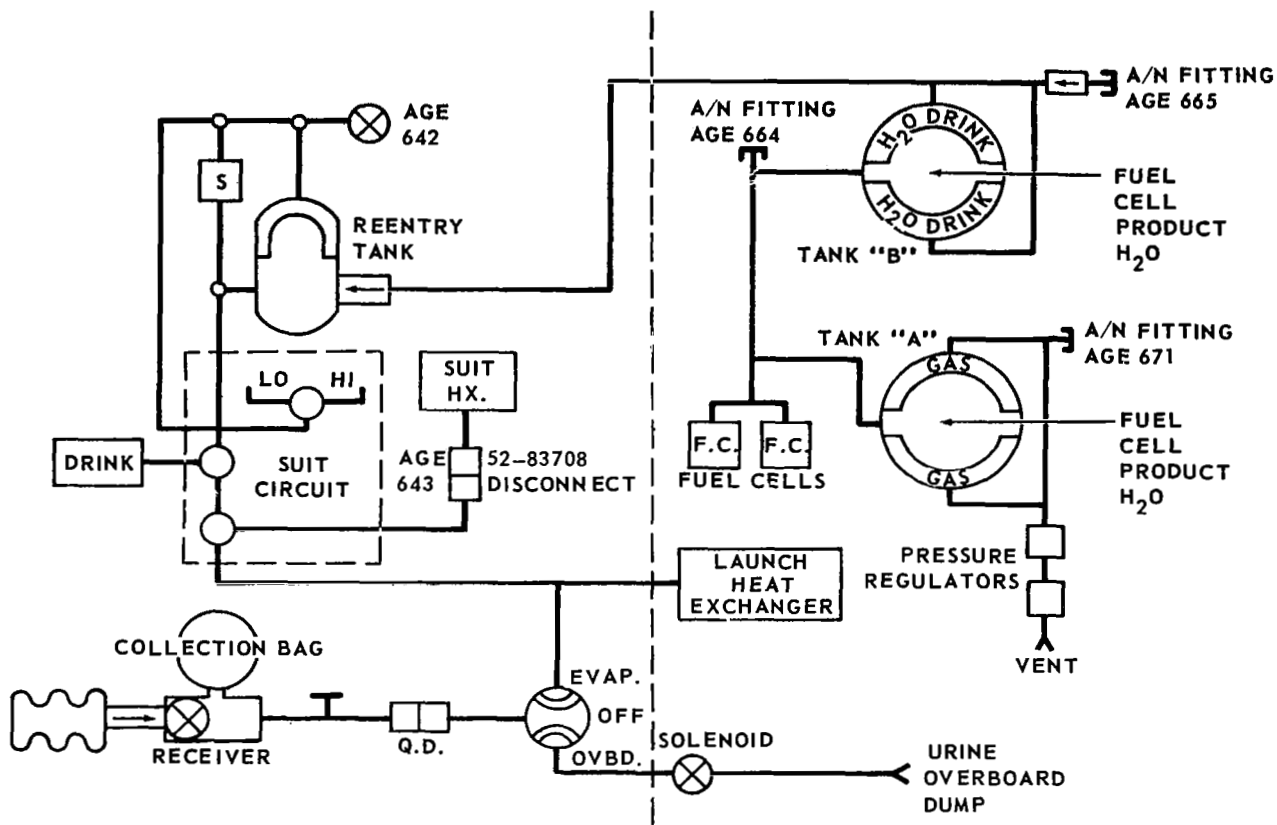 A/N FITTING
AGE 665
A/N FITTING
AGE 664
AGE
642
H2O DRINK
H2O DRINK
S
FUEL
CELL
PRODUCT
H2O
REENTRY
TANK
TANK "B"
TANK "A"
A/N FITTING
AGE 671
GAS
GAS
LO HI
SUIT
HX.
FUEL
CELL
PRODUCT
H2O
F.C. F.C.
FUEL CELLS
DRINK
SUIT
CIRCUIT
AGE
643
52-83708
DISCONNECT
PRESSURE
REGULATORS
LAUNCH
HEAT
EXCHANGER
VENT
COLLECTION BAG
EVAP.
OFF
OVBD.
RECEIVER
Q.D.
SOLENOID
URINE
OVERBOARD
DUMP